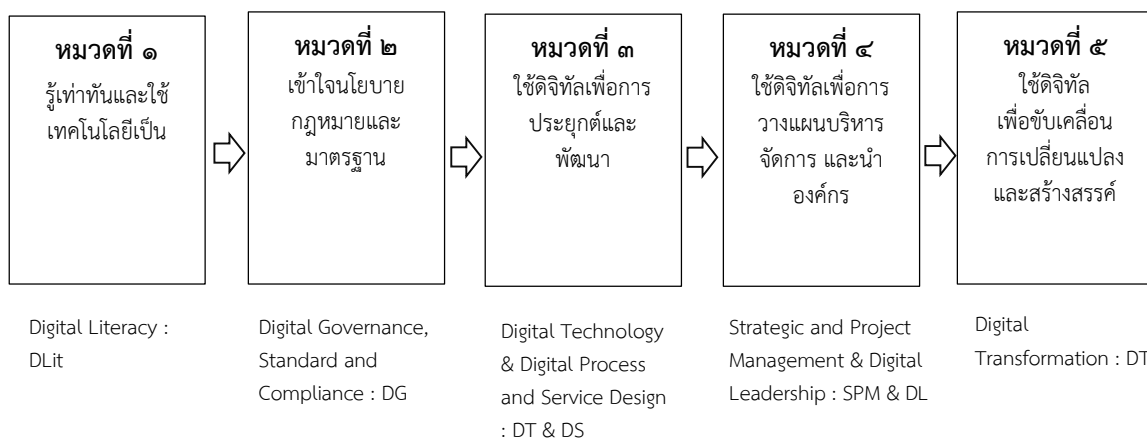 หมวดที่ ๑
รู้เท่าทันและใช้
เทคโนโลยีเป็น
หมวดที่ ๒
เข้าใจนโยบาย
กฎหมายและ
มาตรฐาน
หมวดที่ ๓
ใช้ดิจิทัลเพื่อการ
ประยุกต์และ
พัฒนา
หมวดที่ ๔
ใช้ดิจิทัลเพื่อการ
วางแผนบริหาร
จัดการ และนำ
องค์กร
หมวดที่ ๕
ใช้ดิจิทัล
เพื่อขับเคลื่อน
การเปลี่ยนแปลง
และสร้างสรรค์
Digital Literacy :
DLit
Digital Governance,
Standard and
Compliance : DG
Digital Technology
& Digital Process
and Service Design
: DT & DS
Strategic and Project
Management & Digital
Leadership : SPM & DL
Digital
Transformation : DT